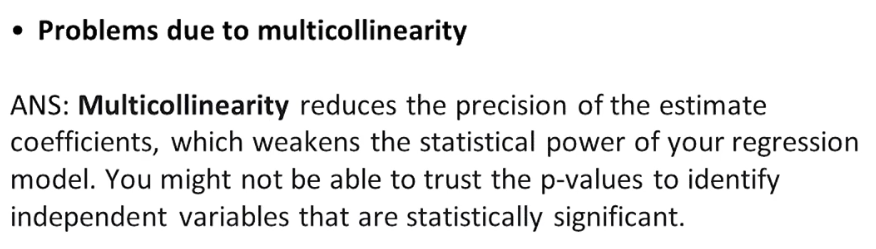 • Problems due to multicollinearity
ANS: Multicollinearity reduces the precision of the estimate
coefficients, which weakens the statistical power of your regression
model. You might not be able to trust the p-values to identify
independent variables that are statistically significant.